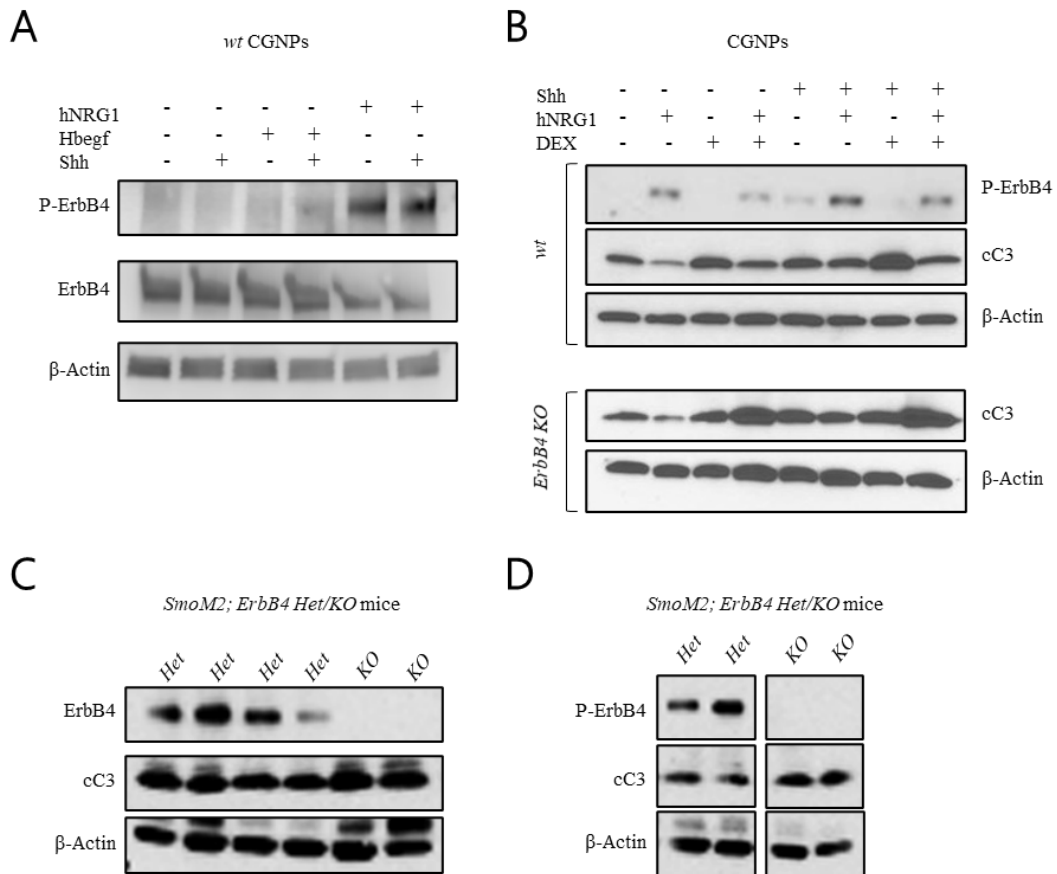 A
wt CGNPs
hNRG1 - - - - + +
Hbegf - - + + - -
Shh - + - + - +
P-ErbB4
ErbB4
β-Actin
B
CGNPs
Shh - - - - + + + +
hNRG1 - + - + - + - +
DEX - - + + - - + +
wt
P-ErbB4
cC3
β-Actin
ErbB4 KO
cC3
β-Actin
C
SmoM2; ErbB4 Het/KO mice
Het Het Het Het KO KO
ErbB4
cC3
β-Actin
D
SmoM2; ErbB4 Het/KO mice
Het Het KO KO
P-ErbB4
cC3
β-Actin